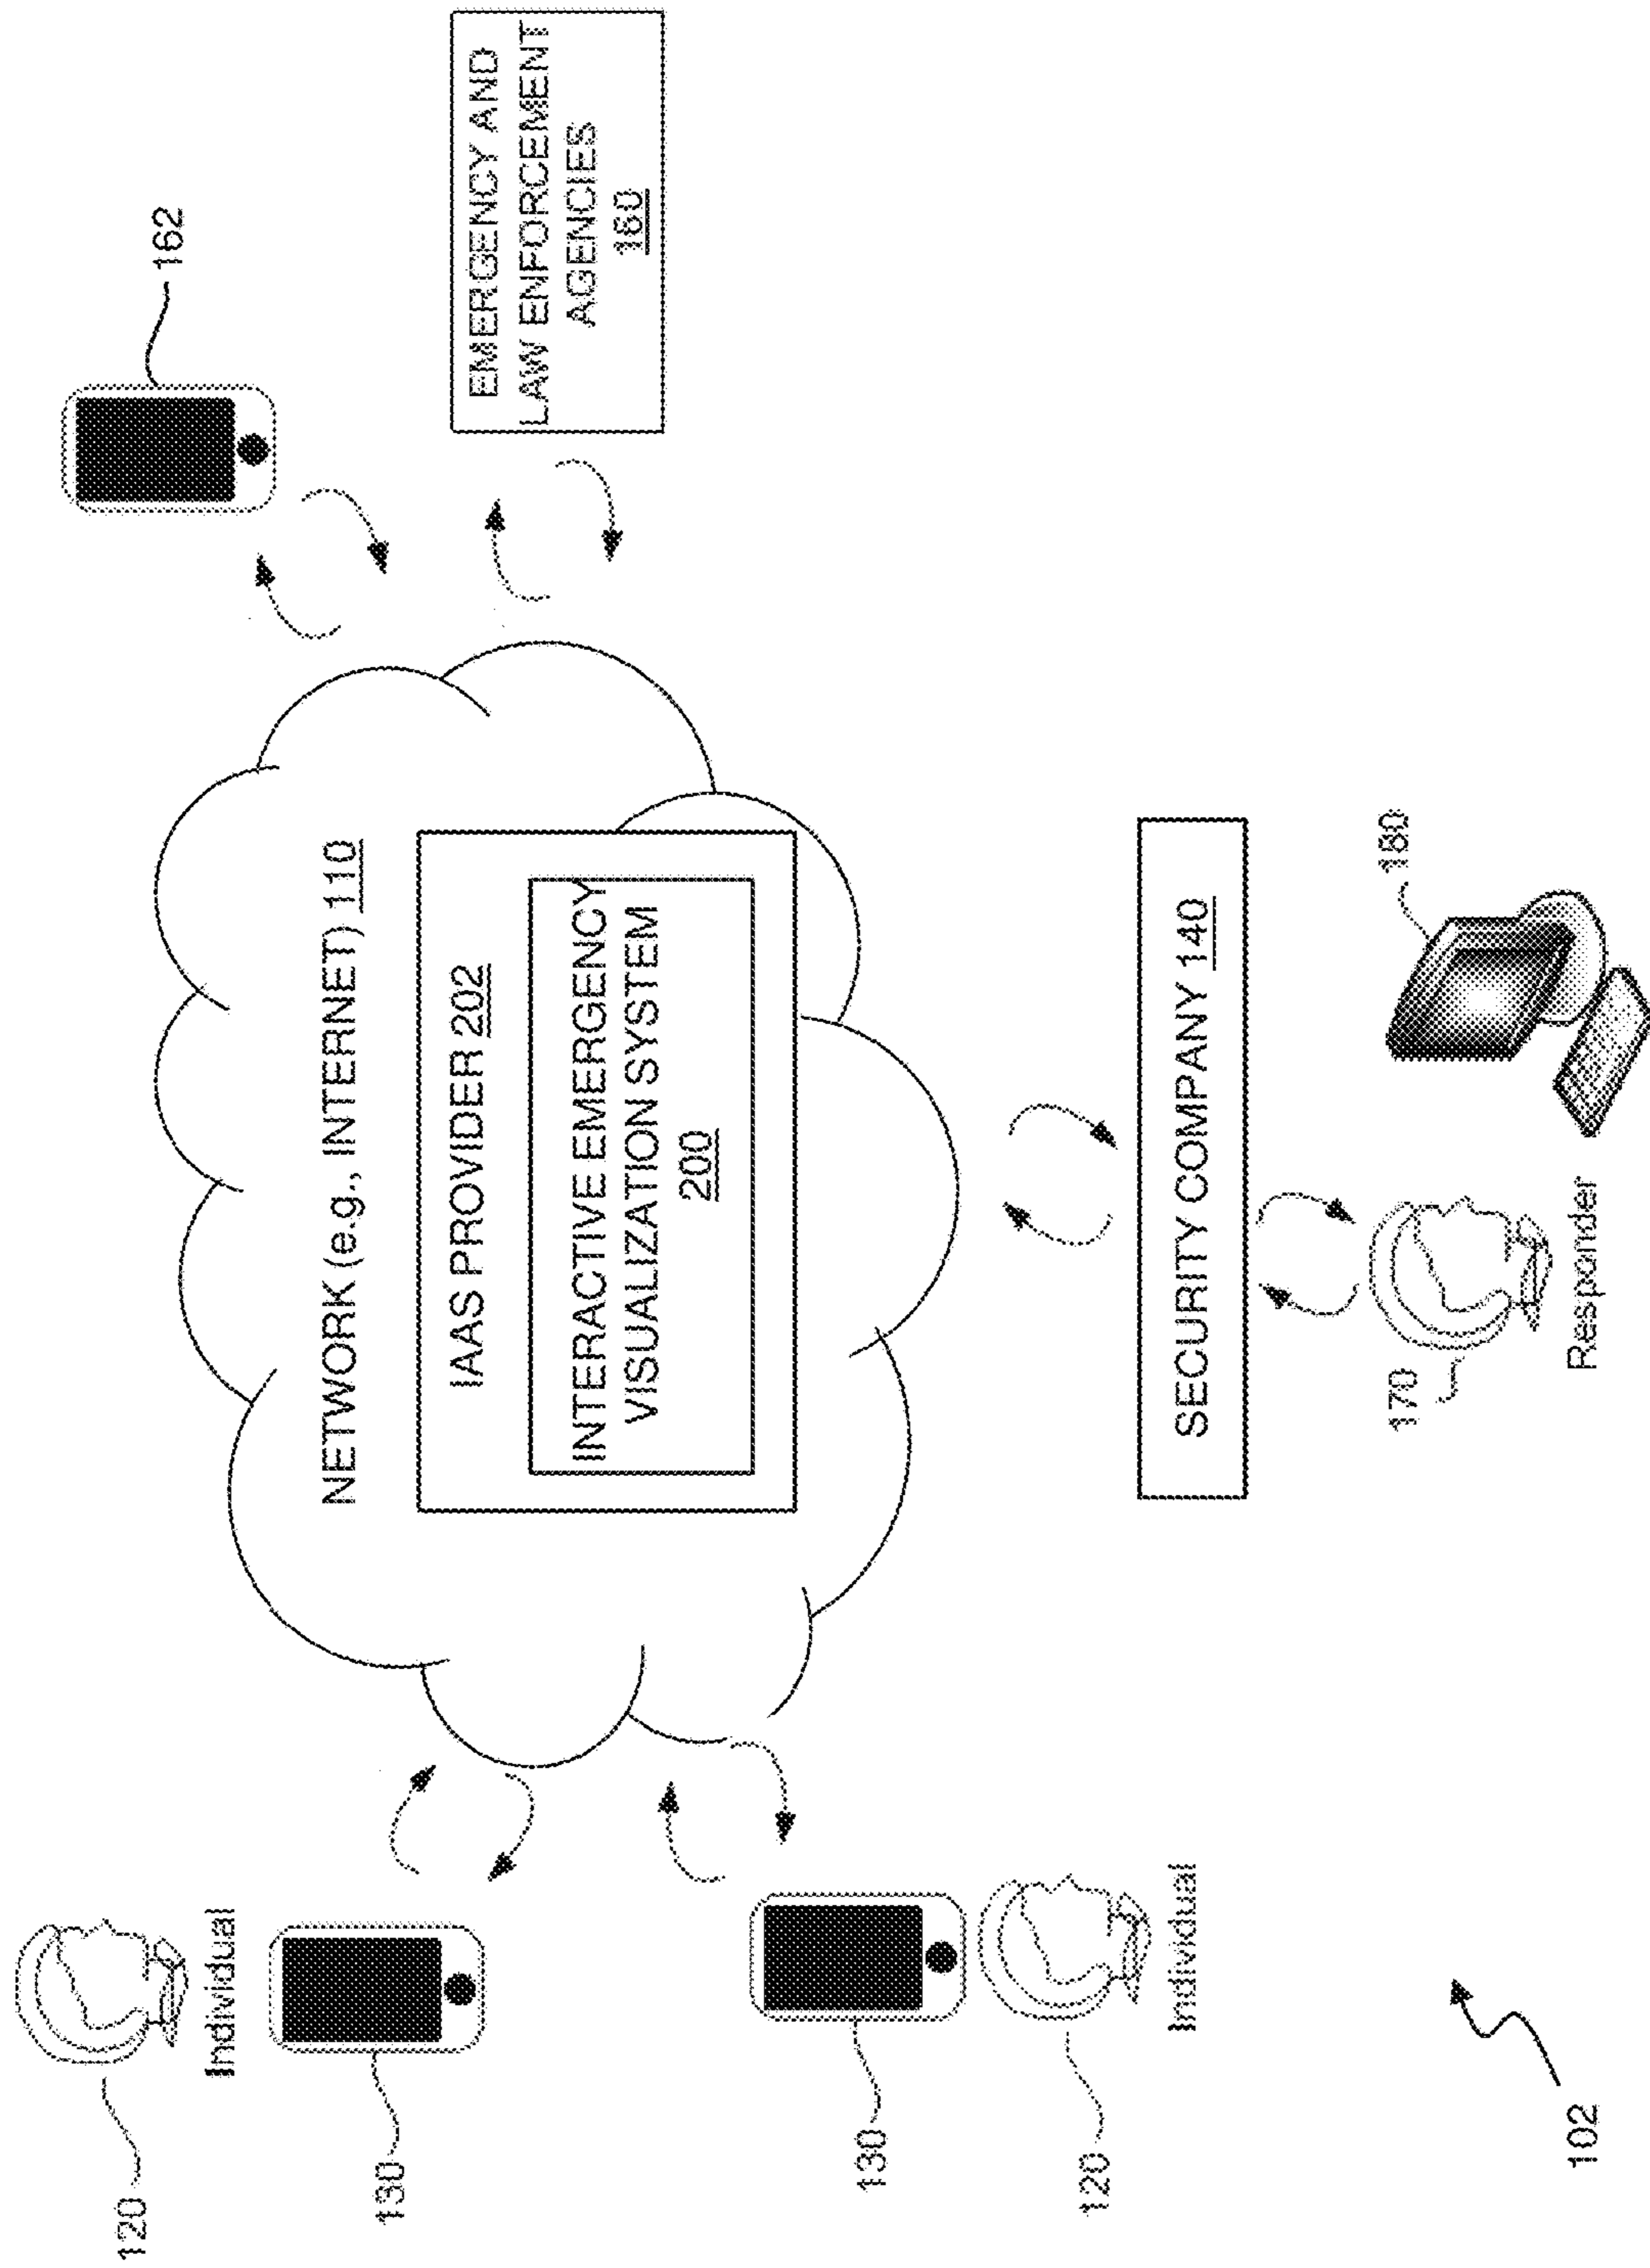 120
Individual
162
NETWORK (e.g., INTERNET) 110
130
IAAS PROVIDER 202
EMERGENCY AND
LAW ENFORCEMENT
AGENCIES
160
INTERACTIVE EMERGENCY
VISUALIZATION SYSTEM
200
130
120
Individual
SECURITY COMPANY 140
170
180
Responder
102